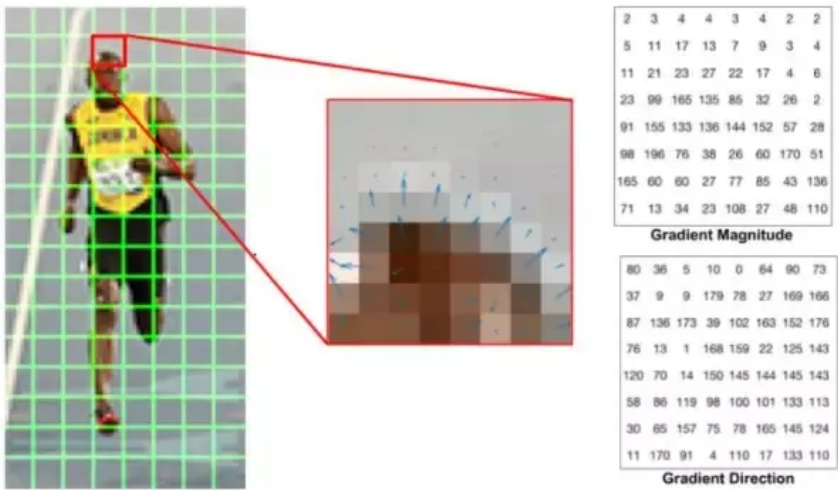 2 3 4 4 3 4 2 2
5 11 17 13 7 9 3 4
11 21 23 27 22 17 4 6
23 99 165 135 85 32 26 2
91 155 133 136 144 152 57 28
98 196 76 38 26 60 170 51
165 60 60 27 77 85 43 136
71 13 34 23 108 27 48 110
Gradient Magnitude
80 36 5 10 0 64 90 73
37 9 9 179 78 27 169 166
87 136 173 39 102 163 152 176
76 13 1 168 159 22 125 143
120 70 14 150 145 144 145 143
58 86 119 98 100 101 133 113
30 65 157 75 78 165 145 124
11 170 91 4 110 17 133 110
Gradient Direction